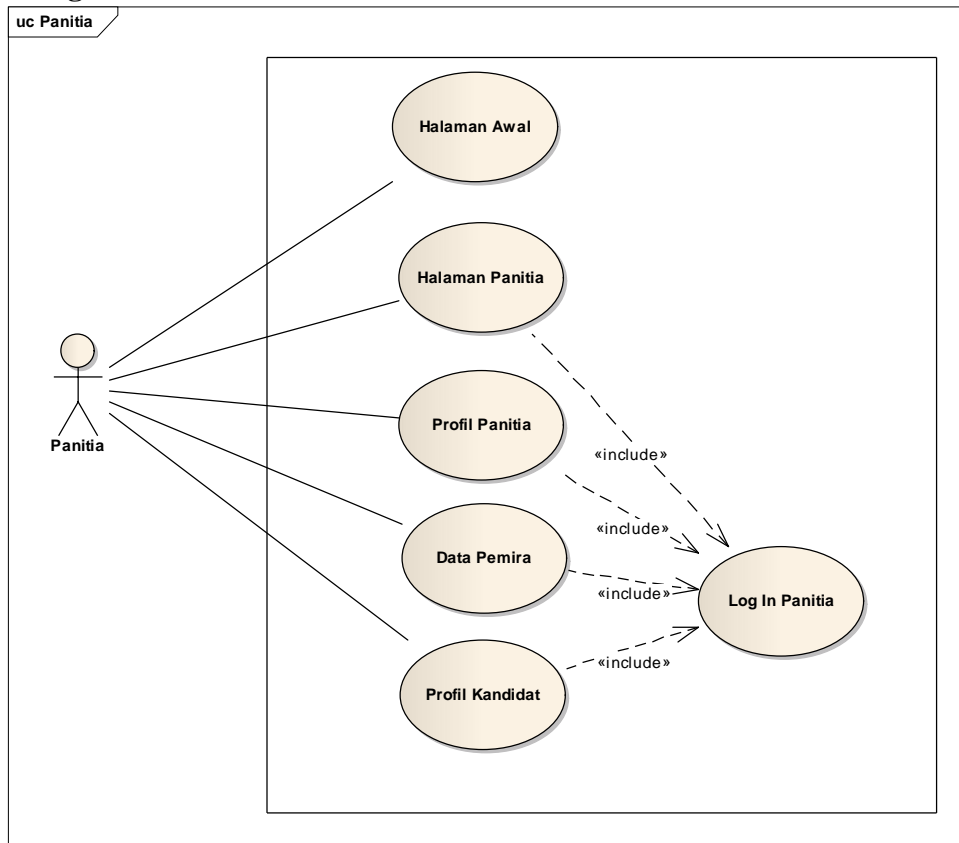 uc Panitia
Halaman Awal
Halaman Panitia
Profil Panitia
Panitia
«include»
«include»
Data Pemira
«include»
Log In Panitia
«include»
Profil Kandidat